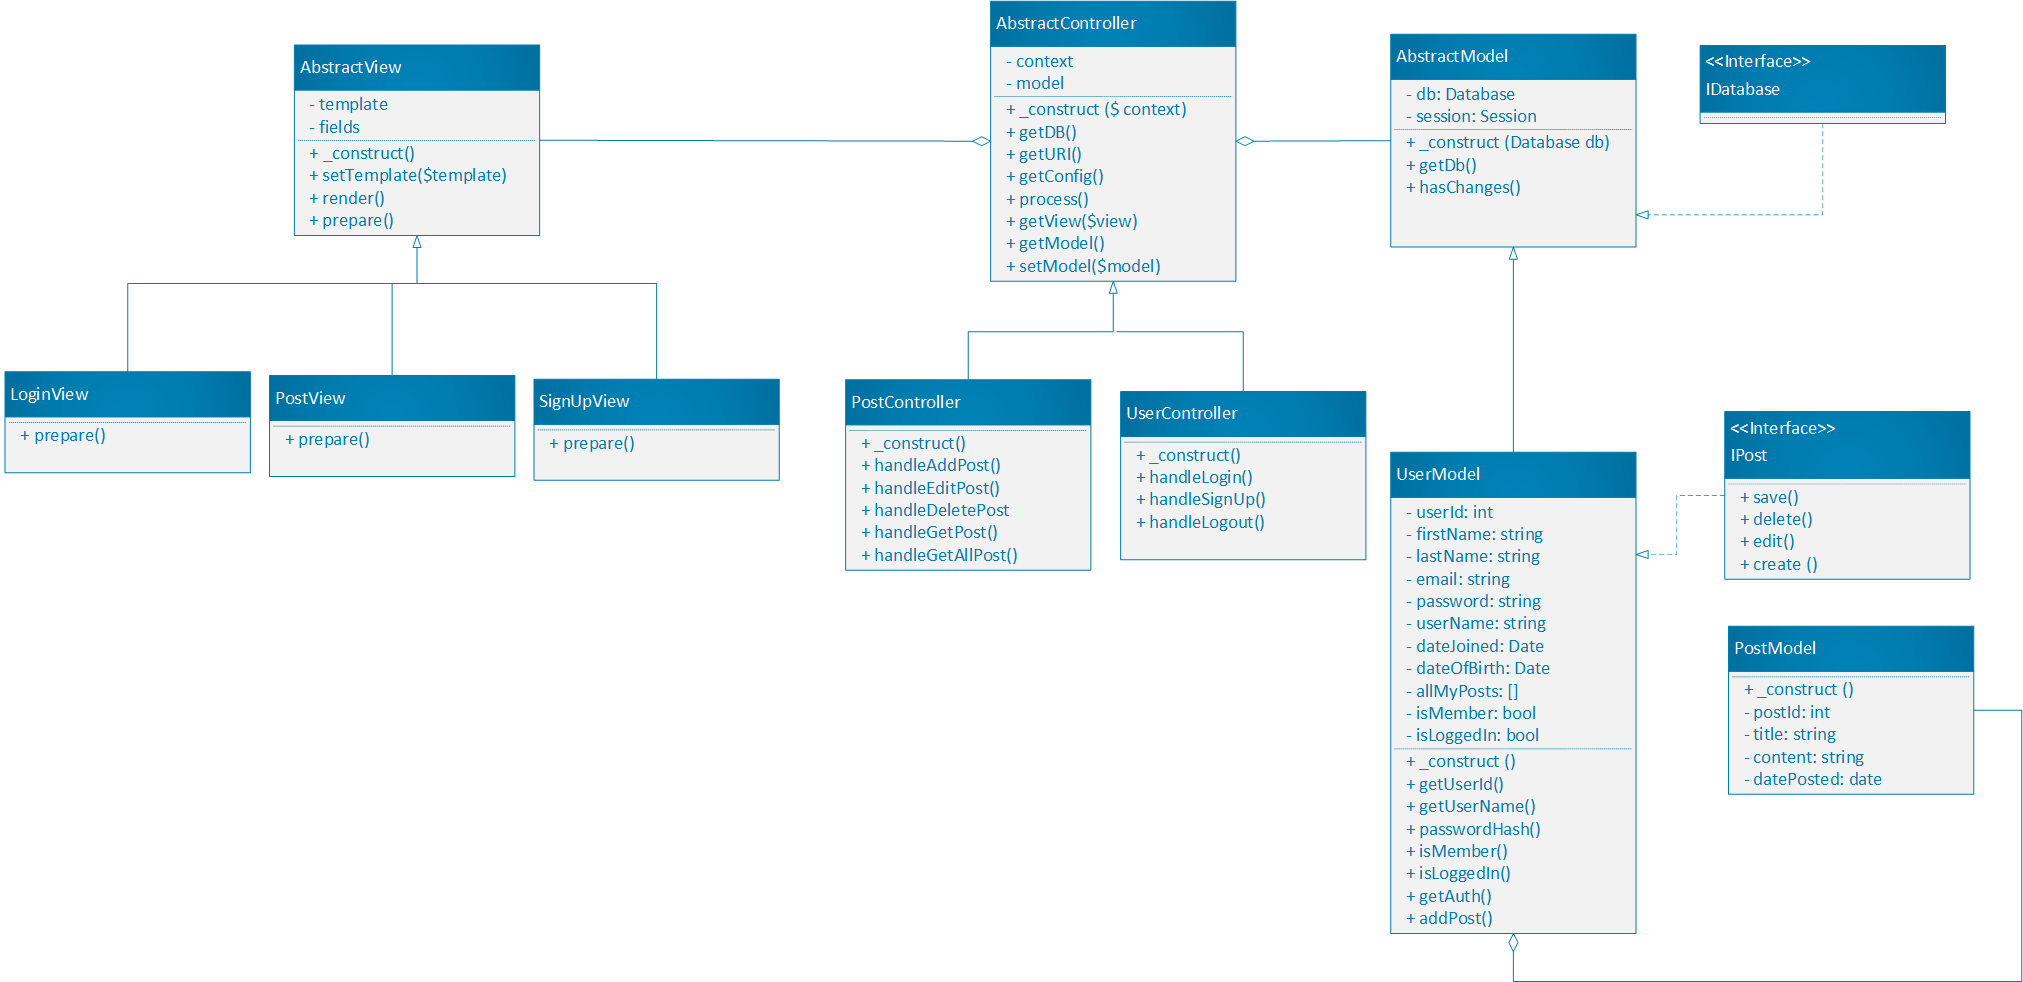 AbstractView
- template
- fields
+ _construct()
+ setTemplate($template)
+ render()
+ prepare()
AbstractController
- context
- model
+ _construct ($ context)
+ getDB()
+ getURI()
+ getConfig()
+ process()
+ getView($view)
+ getModel()
+ setModel($model)
AbstractModel
- db: Database
- session: Session
+ _construct (Database db)
+ getDb()
+ hasChanges()
<<Interface>>
IDatabase
LoginView
+ prepare()
PostView
+ prepare()
SignUpView
+ prepare()
PostController
+ _construct()
+ handleAddPost()
+ handleEditPost()
+ handleDeletePost
+ handleGetPost()
+ handleGetAllPost()
UserController
+ _construct()
+ handleLogin()
+ handleSignUp()
+ handleLogout()
UserModel
- userId: int
- firstName: string
- lastName: string
- email: string
- password: string
- userName: string
- dateJoined: Date
- dateOfBirth: Date
- allMyPosts: []
- isMember: bool
- isLoggedIn: bool
+ _construct ()
+ getUserId()
+ getUserName()
+ passwordHash()
+ isMember()
+ isLoggedIn()
+ getAuth()
+ addPost()
<<Interface>>
IPost
+ save()
+ delete()
+ edit()
+ create ()
PostModel
+ _construct ()
- postId: int
- title: string
- content: string
- datePosted: date